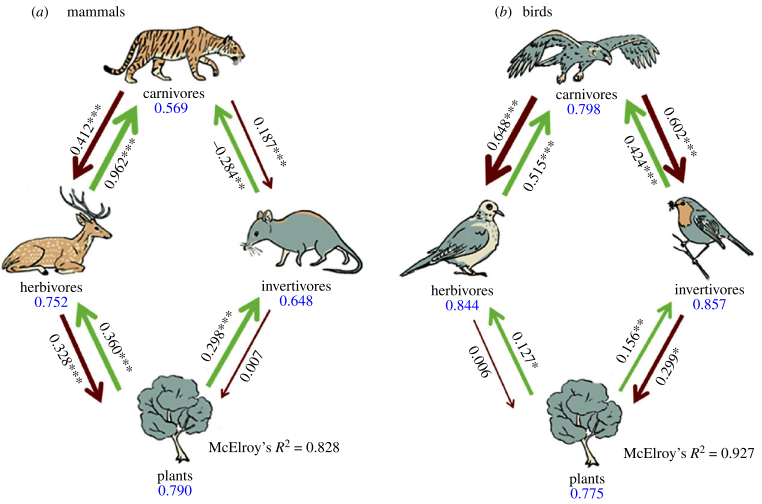 (a) mammals
carnivores
0.569
0.412***
0.962***
–0.284**
0.187***
herbivores
0.752
invertivores
0.648
0.328***
0.360***
0.298***
0.007
McElroy's R² = 0.828
plants
0.790
(b) birds
carnivores
0.798
0.648***
0.515***
0.424***
0.602***
herbivores
0.844
invertivores
0.857
0.006
0.127*
0.156**
0.299*
McElroy's R² = 0.927
plants
0.775